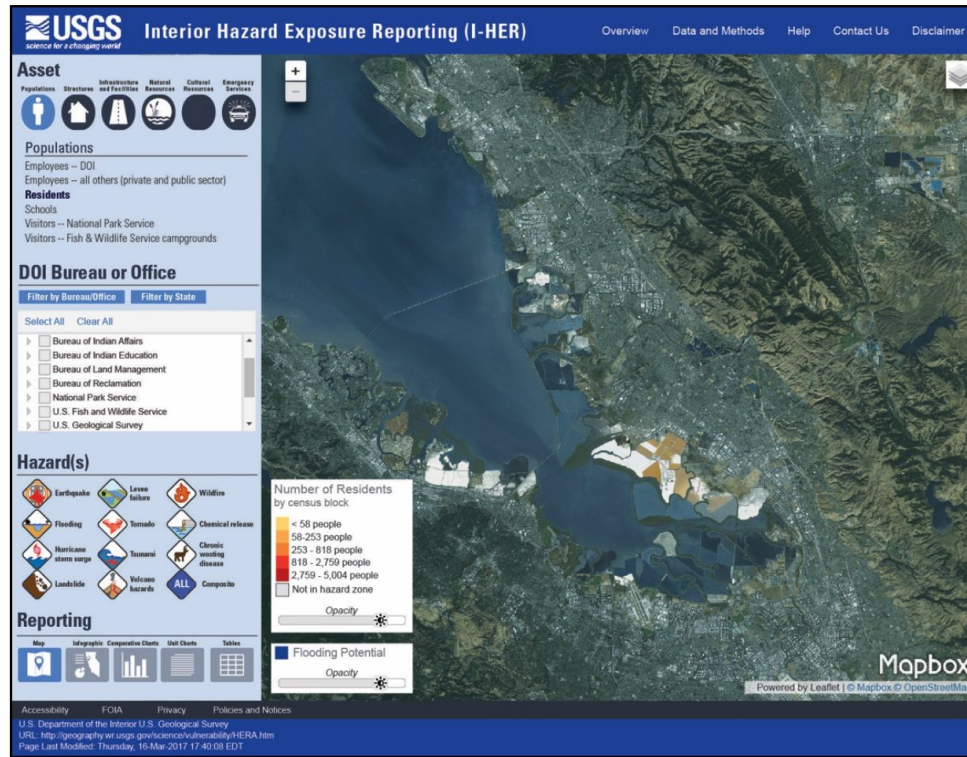 USGS
science for a changing world
Interior Hazard Exposure Reporting (I-HER)
Overview
Data and Methods
Help
Contact Us
Disclaimer
Asset
Populations
Structures
Infrastructure
and Facilities
Natural
Resources
Cultural
Resources
Emergency
Services
Populations
Employees -- DOI
Employees -- all others (private and public sector)
Residents
Schools
Visitors -- National Park Service
Visitors -- Fish & Wildlife Service campgrounds
DOI Bureau or Office
Filter by Bureau/Office
Filter by State
Select All
Clear All
Bureau of Indian Affairs
Bureau of Indian Education
Bureau of Land Management
Bureau of Reclamation
National Park Service
U.S. Fish and Wildlife Service
U.S. Geological Survey
Hazard(s)
Earthquake
Levee
failure
Wildfire
Flooding
Tornado
Chemical release
Hurricane
storm surge
Tsunami
Chronic
wasting
disease
Landslide
Volcano
hazards
ALL
Composite
Reporting
Map
Infographic
Comparative Charts
Unit Charts
Tables
+
-
Number of Residents
by census block
< 58 people
58-253 people
253 - 818 people
818 - 2,759 people
2,759 - 5,004 people
Not in hazard zone
Opacity
Flooding Potential
Opacity
Mapbox
Powered by Leaflet | © Mapbox © OpenStreetMa
Accessibility
FOIA
Privacy
Policies and Notices
U.S. Department of the Interior U.S. Geological Survey
URL: http://geography.wr.usgs.gov/science/vulnerability/HERA.htm
Page Last Modified: Thursday, 16-Mar-2017 17:40:08 EDT